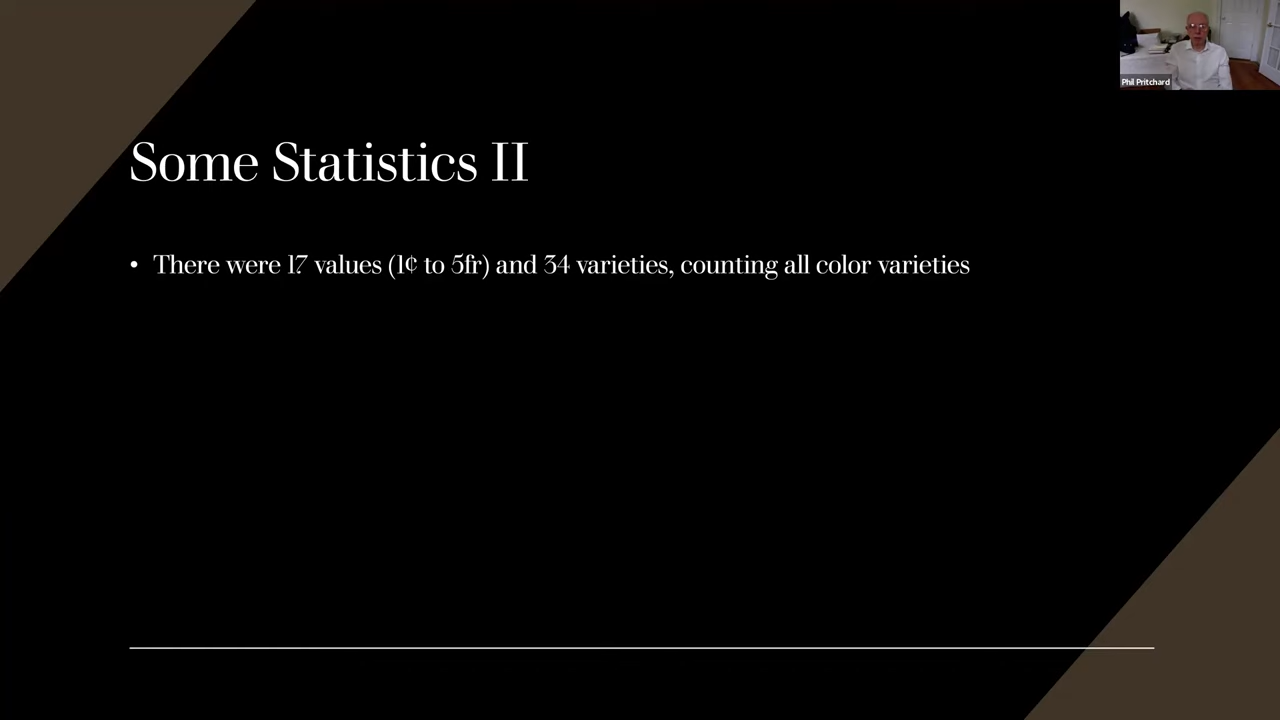 Phil Pritchard
Some Statistics II
• There were 17 values (1¢ to 5fr) and 34 varieties, counting all color varieties